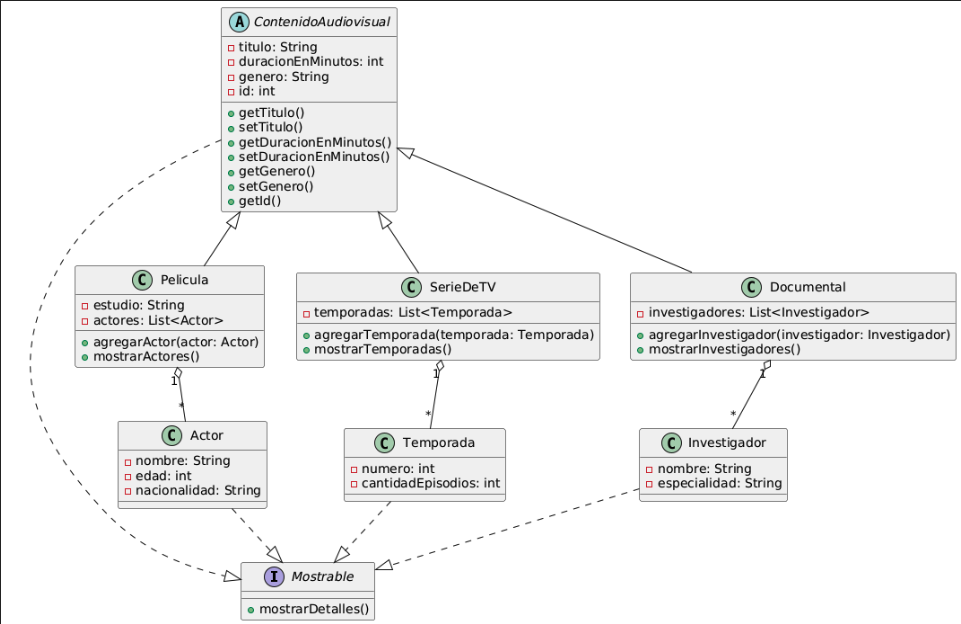 A ContenidoAudiovisual
titulo: String
duracionEnMinutos: int
genero: String
id: int
getTitulo()
setTitulo()
getDuracionEnMinutos()
setDuracionEnMinutos()
getGenero()
setGenero()
getId()
C Pelicula
estudio: String
actores: List<Actor>
agregarActor(actor: Actor)
mostrarActores()
C SerieDeTV
temporadas: List<Temporada>
agregarTemporada(temporada: Temporada)
mostrarTemporadas()
C Documental
investigadores: List<Investigador>
agregarInvestigador(investigador: Investigador)
mostrarInvestigadores()
1
1
1
*
*
*
C Actor
nombre: String
edad: int
nacionalidad: String
C Temporada
numero: int
cantidadEpisodios: int
C Investigador
nombre: String
especialidad: String
I Mostrable
mostrarDetalles()